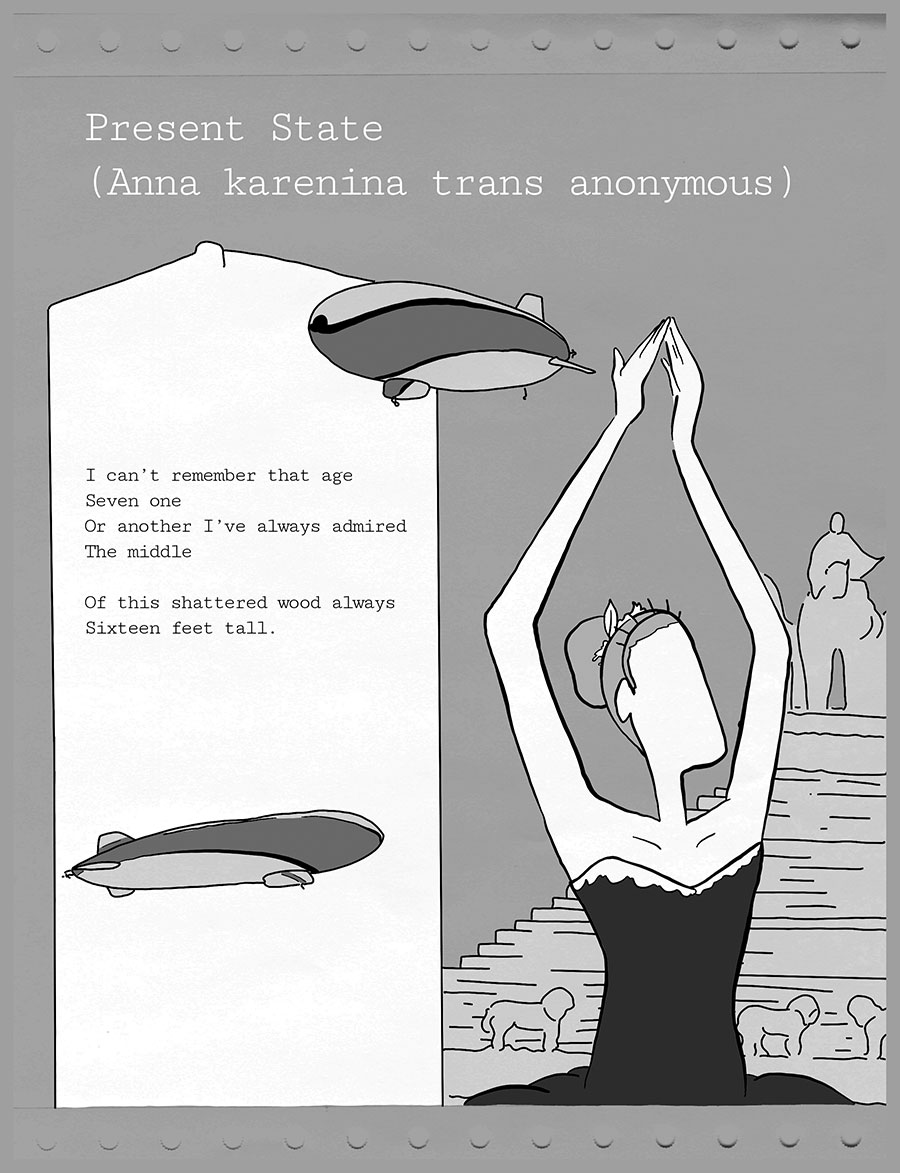 Present State
(Anna karenina trans anonymous)
I can’t remember that age
Seven one
Or another I’ve always admired
The middle
Of this shattered wood always
Sixteen feet tall.